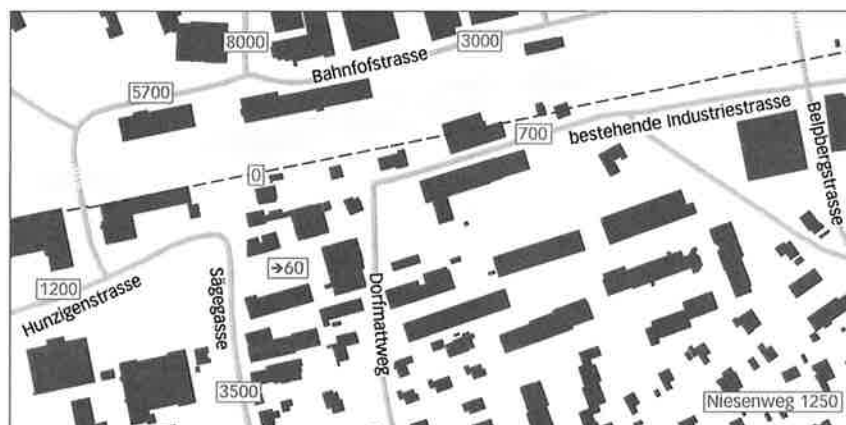 8000
3000
Bahnhofstrasse
5700
700
bestehende Industriestrasse
Belpbergstrasse
0
→60
1200
Hunzigenstrasse
Sägegasse
Dorfmattweg
3500
Niesenweg 1250